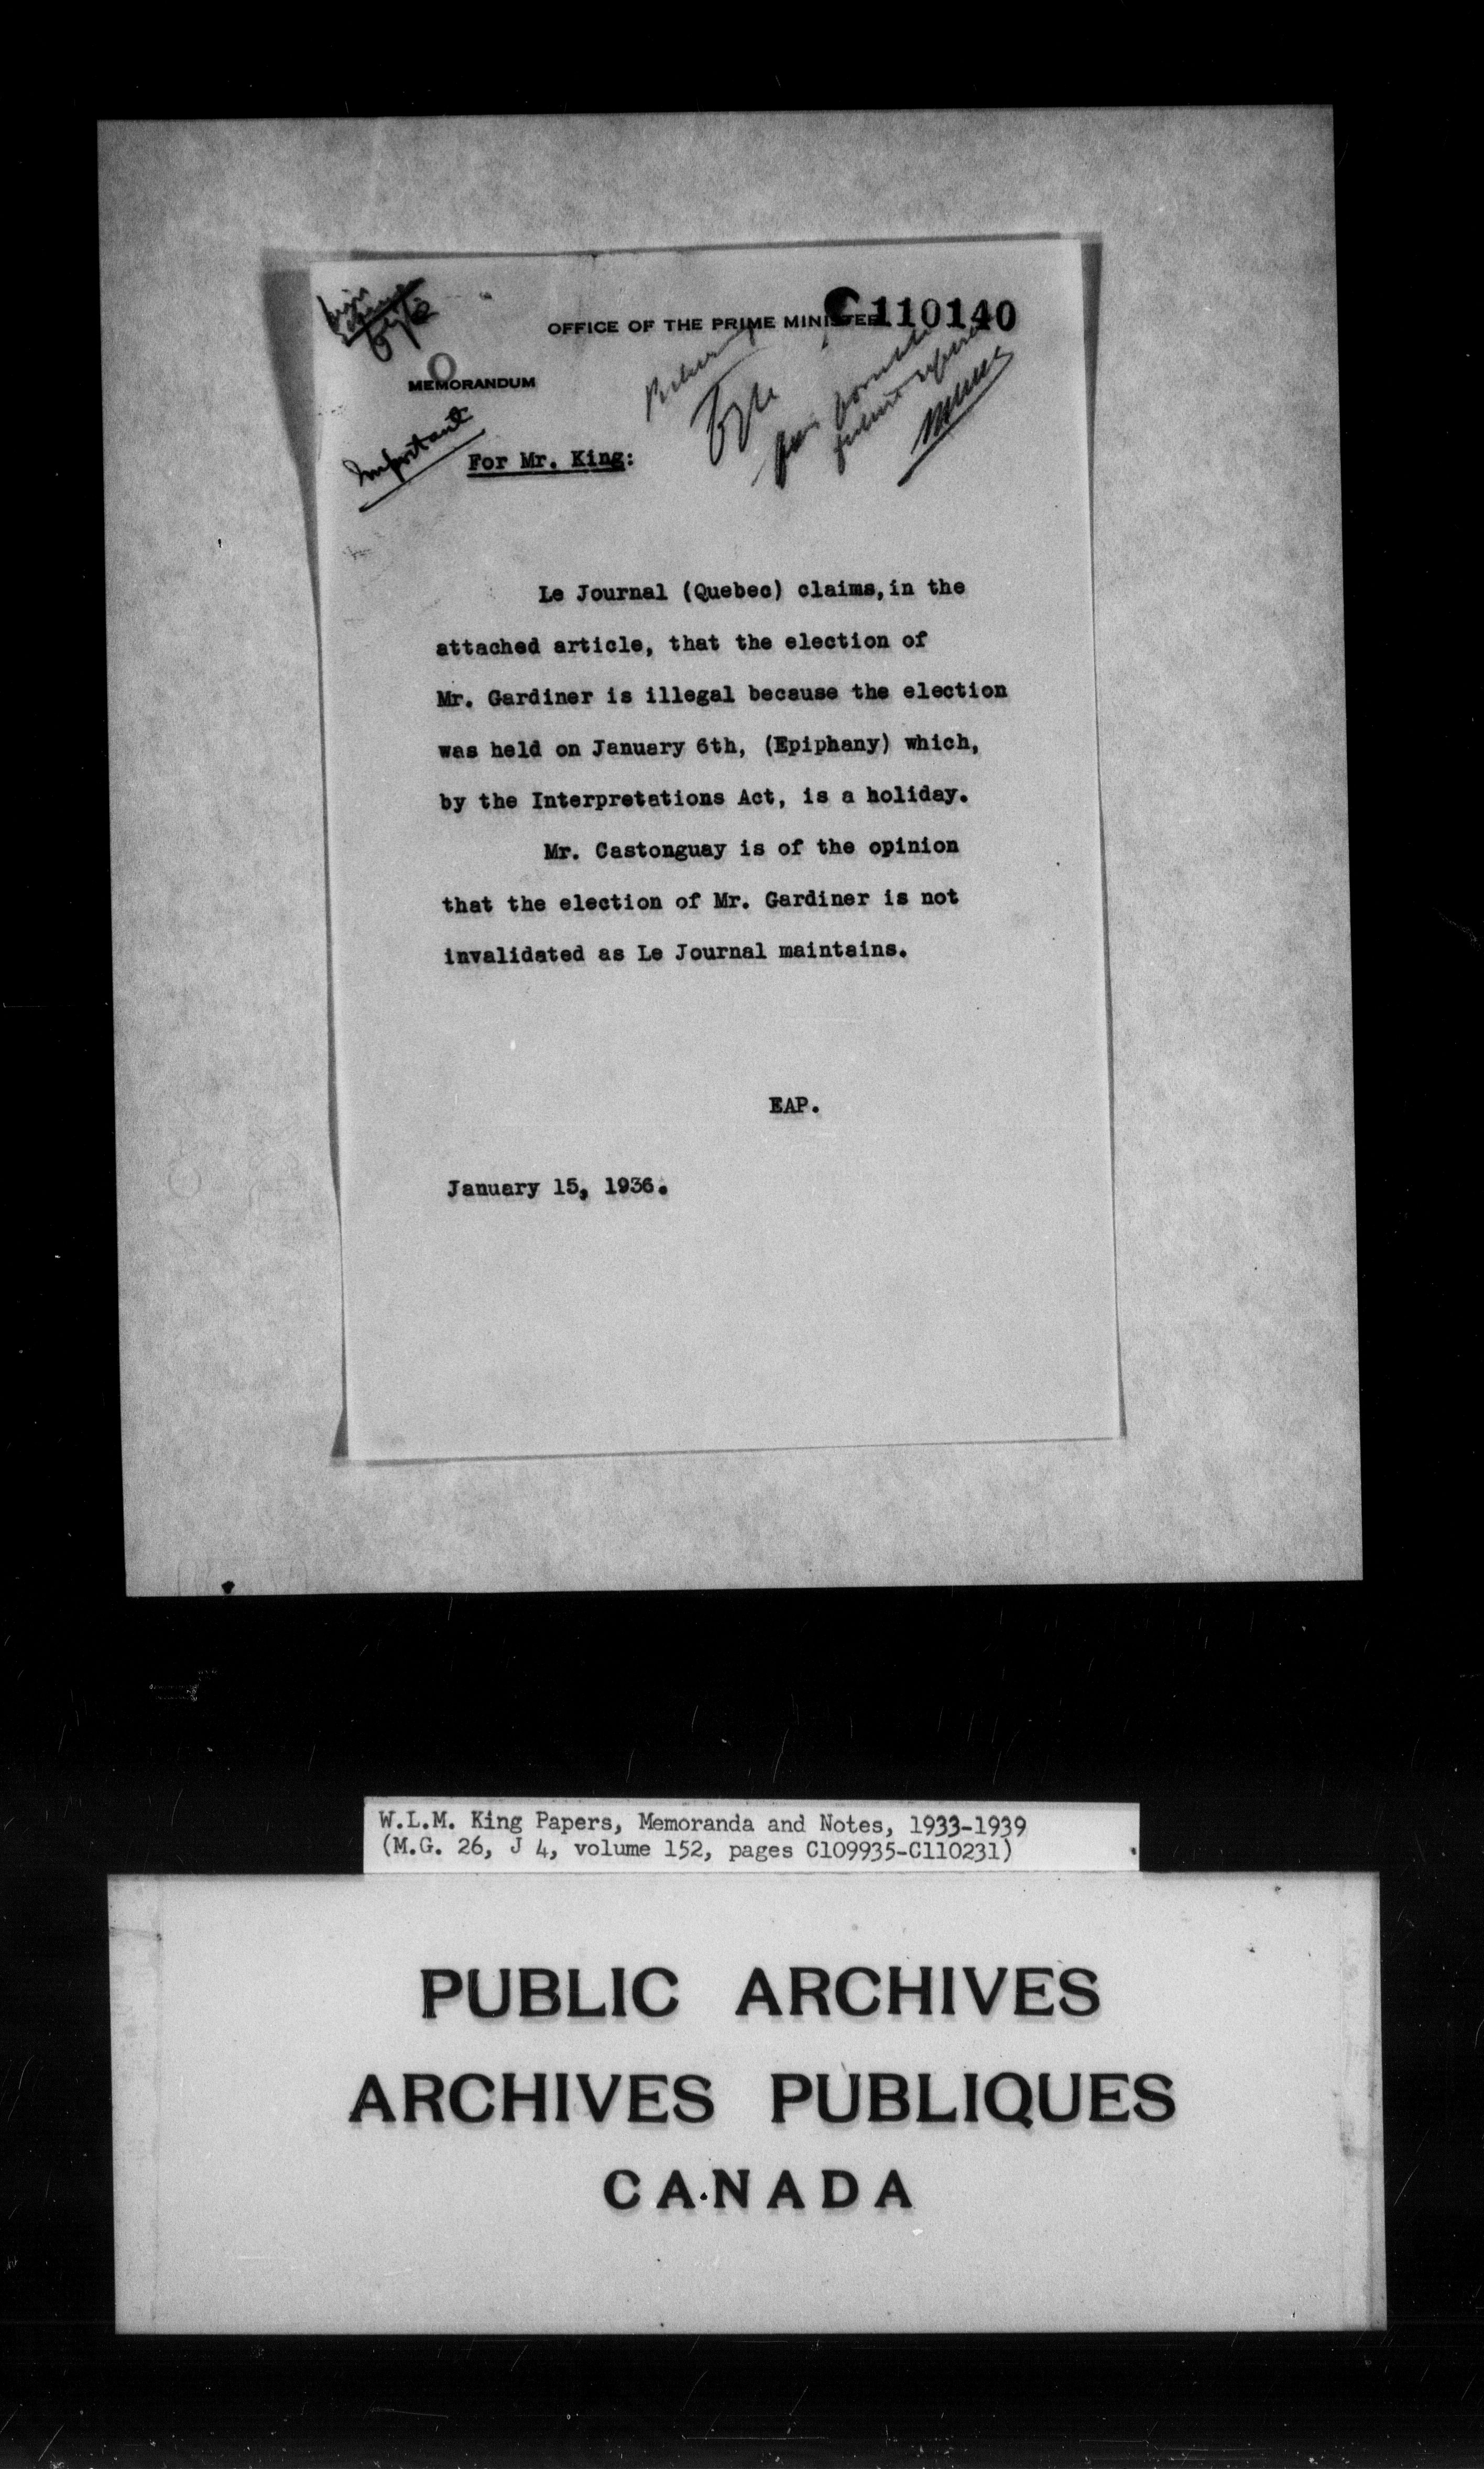 C110140
OFFICE OF THE PRIME MINISTER
MEMORANDUM
Important
For Mr. King:
Le Journal (Quebec) claims, in the
attached article, that the election of
Mr. Gardiner is illegal because the election
was held on January 6th, (Epiphany) which,
by the Interpretations Act, is a holiday.
Mr. Castonguay is of the opinion
that the election of Mr. Gardiner is not
invalidated as Le Journal maintains.
EAP.
January 15, 1936.
W.L.M. King Papers, Memoranda and Notes, 1933-1939
(M.G. 26, J 4, volume 152, pages C109935-C110231)
PUBLIC ARCHIVES
ARCHIVES PUBLIQUES
CANADA